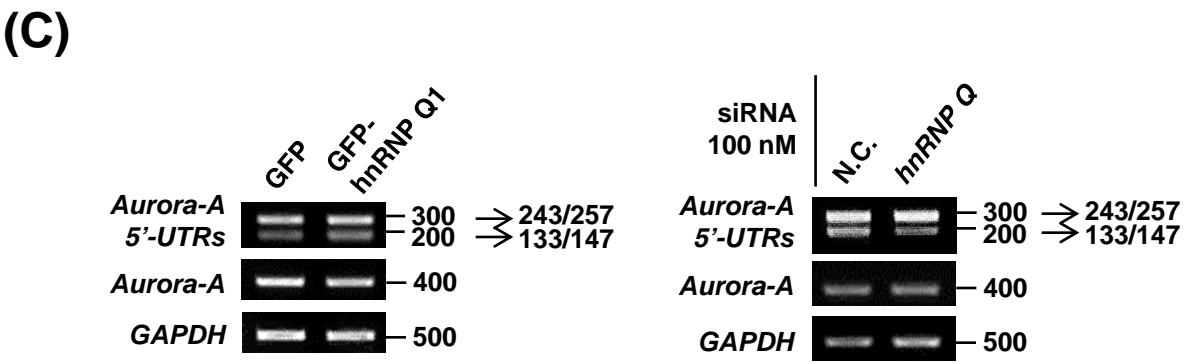 (C)
GFP
GFP-
hnRNP Q1
Aurora-A
5’-UTRs
300 → 243/257
200 → 133/147
Aurora-A
400
GAPDH
500
siRNA
100 nM
N.C.
hnRNP Q
Aurora-A
5’-UTRs
300 → 243/257
200 → 133/147
Aurora-A
400
GAPDH
500